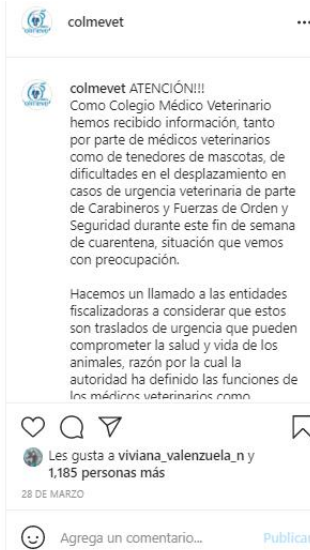 colmevet
colmevet ATENCIÓN!!!
Como Colegio Médico Veterinario
hemos recibido información, tanto
por parte de médicos veterinarios
como de tenedores de mascotas, de
dificultades en el desplazamiento en
casos de urgencia veterinaria de parte
de Carabineros y Fuerzas de Orden y
Seguridad durante este fin de semana
de cuarentena, situación que vemos
con preocupación.
Hacemos un llamado a las entidades
fiscalizadoras a considerar que estos
son traslados de urgencia que pueden
comprometer la salud y vida de los
animales, razón por la cual la
autoridad ha definido las funciones de
los médicos veterinarios como
Les gusta a viviana_valenzuela_n y
1,185 personas más
28 DE MARZO
Agrega un comentario...
Publicar